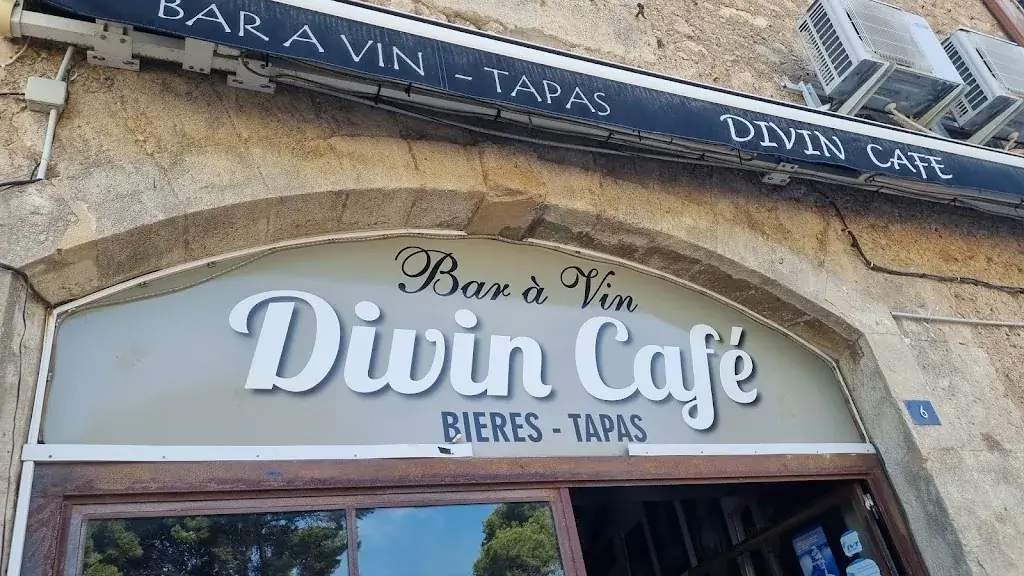 BAR A VIN - TAPAS DIVIN CAFE
Bar à Vin
Divin Café
BIERES - TAPAS
6